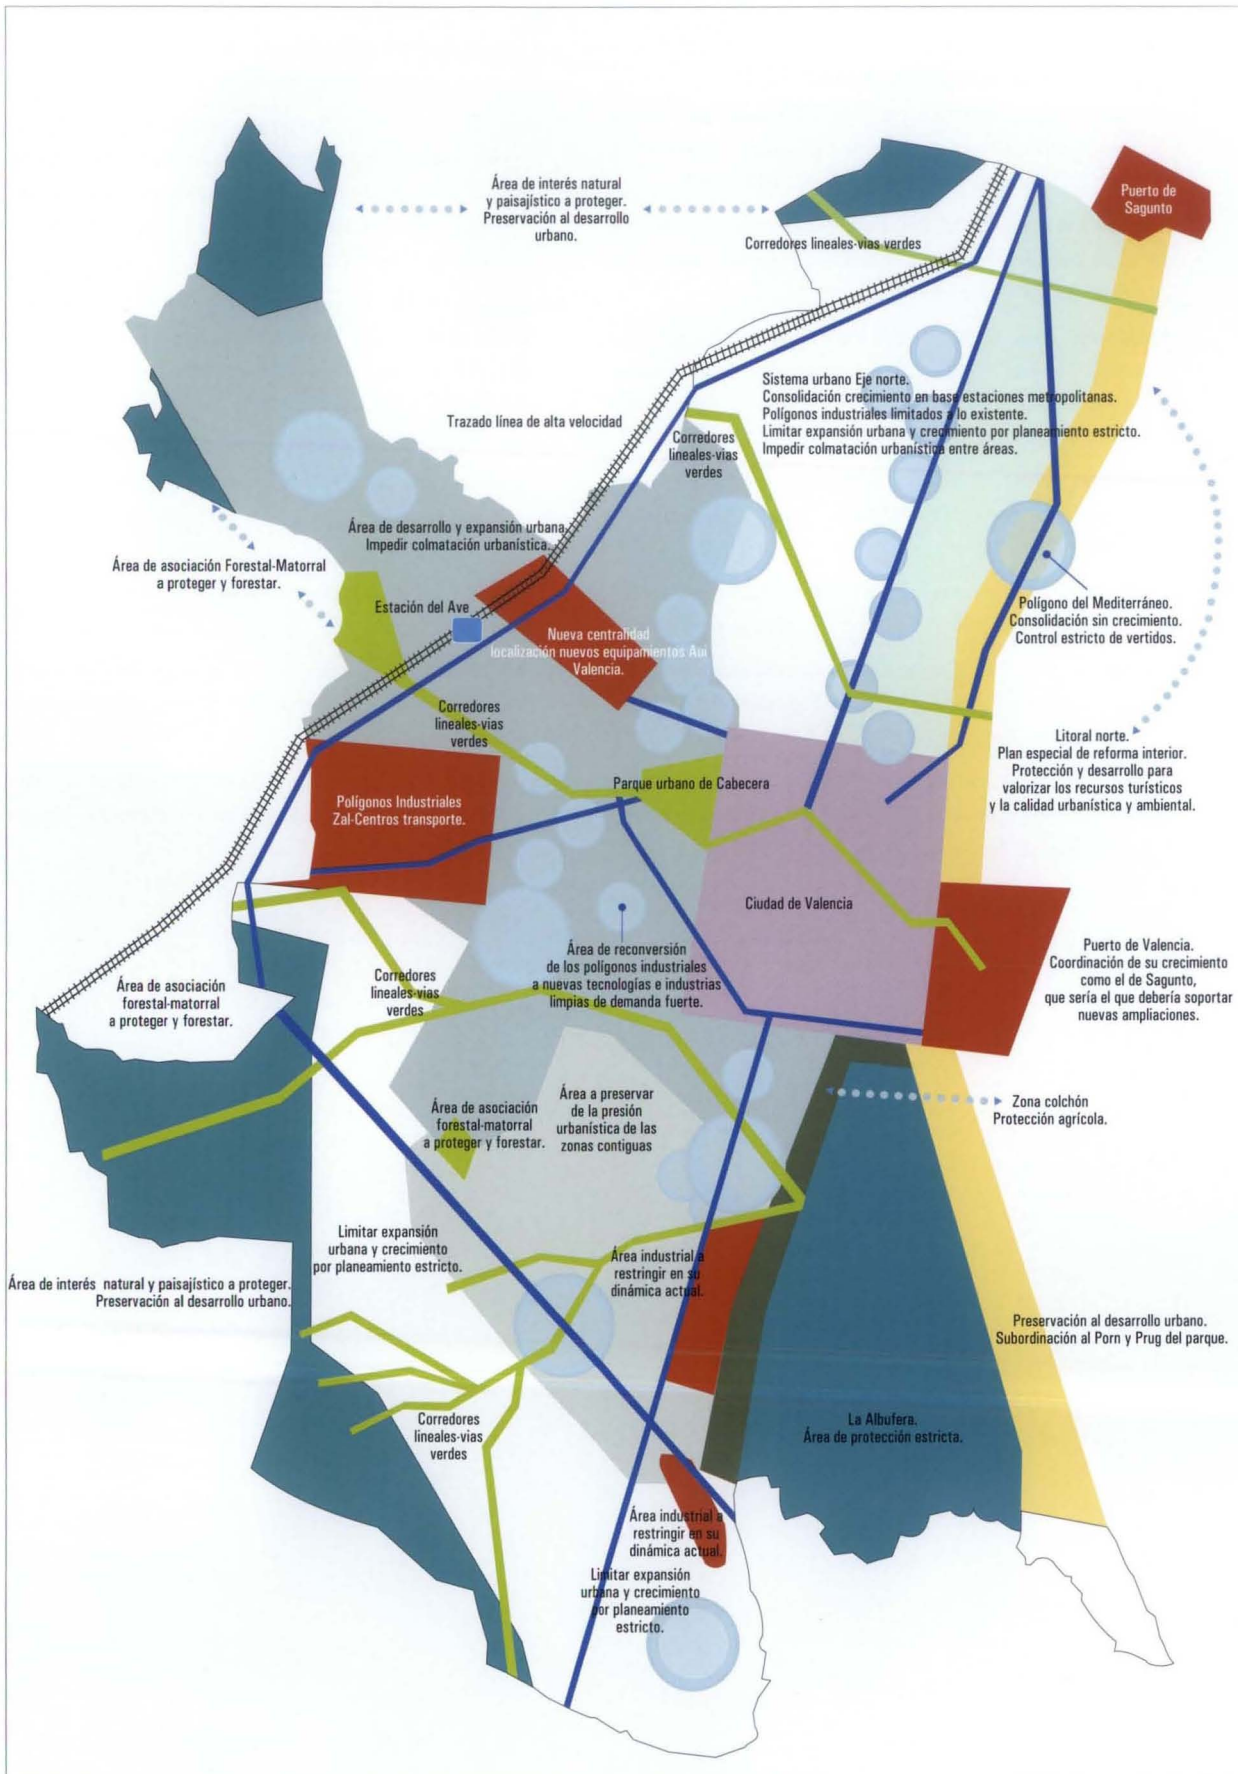 Área de interés natural
y paisajístico a proteger.
Preservación al desarrollo
urbano.
Puerto de
Sagunto
Corredores lineales-vias verdes
Sistema urbano Eje norte.
Consolidación crecimiento en base estaciones metropolitanas.
Polígonos industriales limitados a lo existente.
Limitar expansión urbana y crecimiento por planeamiento estricto.
Impedir colmatación urbanística entre áreas.
Trazado línea de alta velocidad
Corredores
lineales-vias
verdes
Área de desarrollo y expansión urbana.
Impedir colmatación urbanística.
Área de asociación Forestal-Matorral
a proteger y forestar.
Estación del Ave
Nueva centralidad
localización nuevos equipamientos Aui
Valencia.
Polígono del Mediterráneo.
Consolidación sin crecimiento.
Control estricto de vertidos.
Corredores
lineales-vias
verdes
Litoral norte.
Plan especial de reforma interior.
Protección y desarrollo para
valorizar los recursos turísticos
y la calidad urbanística y ambiental.
Parque urbano de Cabecera
Polígonos Industriales
Zal-Centros transporte.
Ciudad de Valencia
Área de reconversión
de los polígonos industriales
a nuevas tecnologías e industrias
limpias de demanda fuerte.
Puerto de Valencia.
Coordinación de su crecimiento
como el de Sagunto,
que sería el que debería soportar
nuevas ampliaciones.
Corredores
lineales-vias
verdes
Área de asociación
forestal-matorral
a proteger y forestar.
Área de asociación
forestal-matorral
a proteger y forestar.
Área a preservar
de la presión
urbanística de las
zonas contiguas
Zona colchón
Protección agrícola.
Limitar expansión
urbana y crecimiento
por planeamiento estricto.
Área industrial a
restringir en su
dinámica actual.
Área de interés natural y paisajístico a proteger.
Preservación al desarrollo urbano.
Preservación al desarrollo urbano.
Subordinación al Porn y Prug del parque.
Corredores
lineales-vias
verdes
La Albufera.
Área de protección estricta.
Área industrial a
restringir en su
dinámica actual.
Limitar expansión
urbana y crecimiento
por planeamiento
estricto.